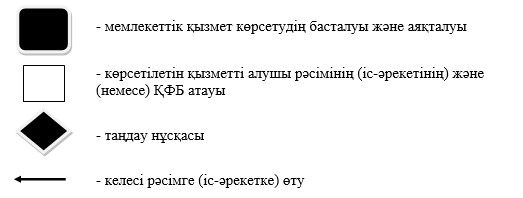 - мемлекеттік қызмет көрсетудің басталуы және аяқталуы
- көрсетілетін қызметті алушы рәсімінің (іс-әрекетінің) және
(немесе) ҚФБ атауы
- таңдау нұсқасы
- келесі рәсімге (іс-әрекетке) өту